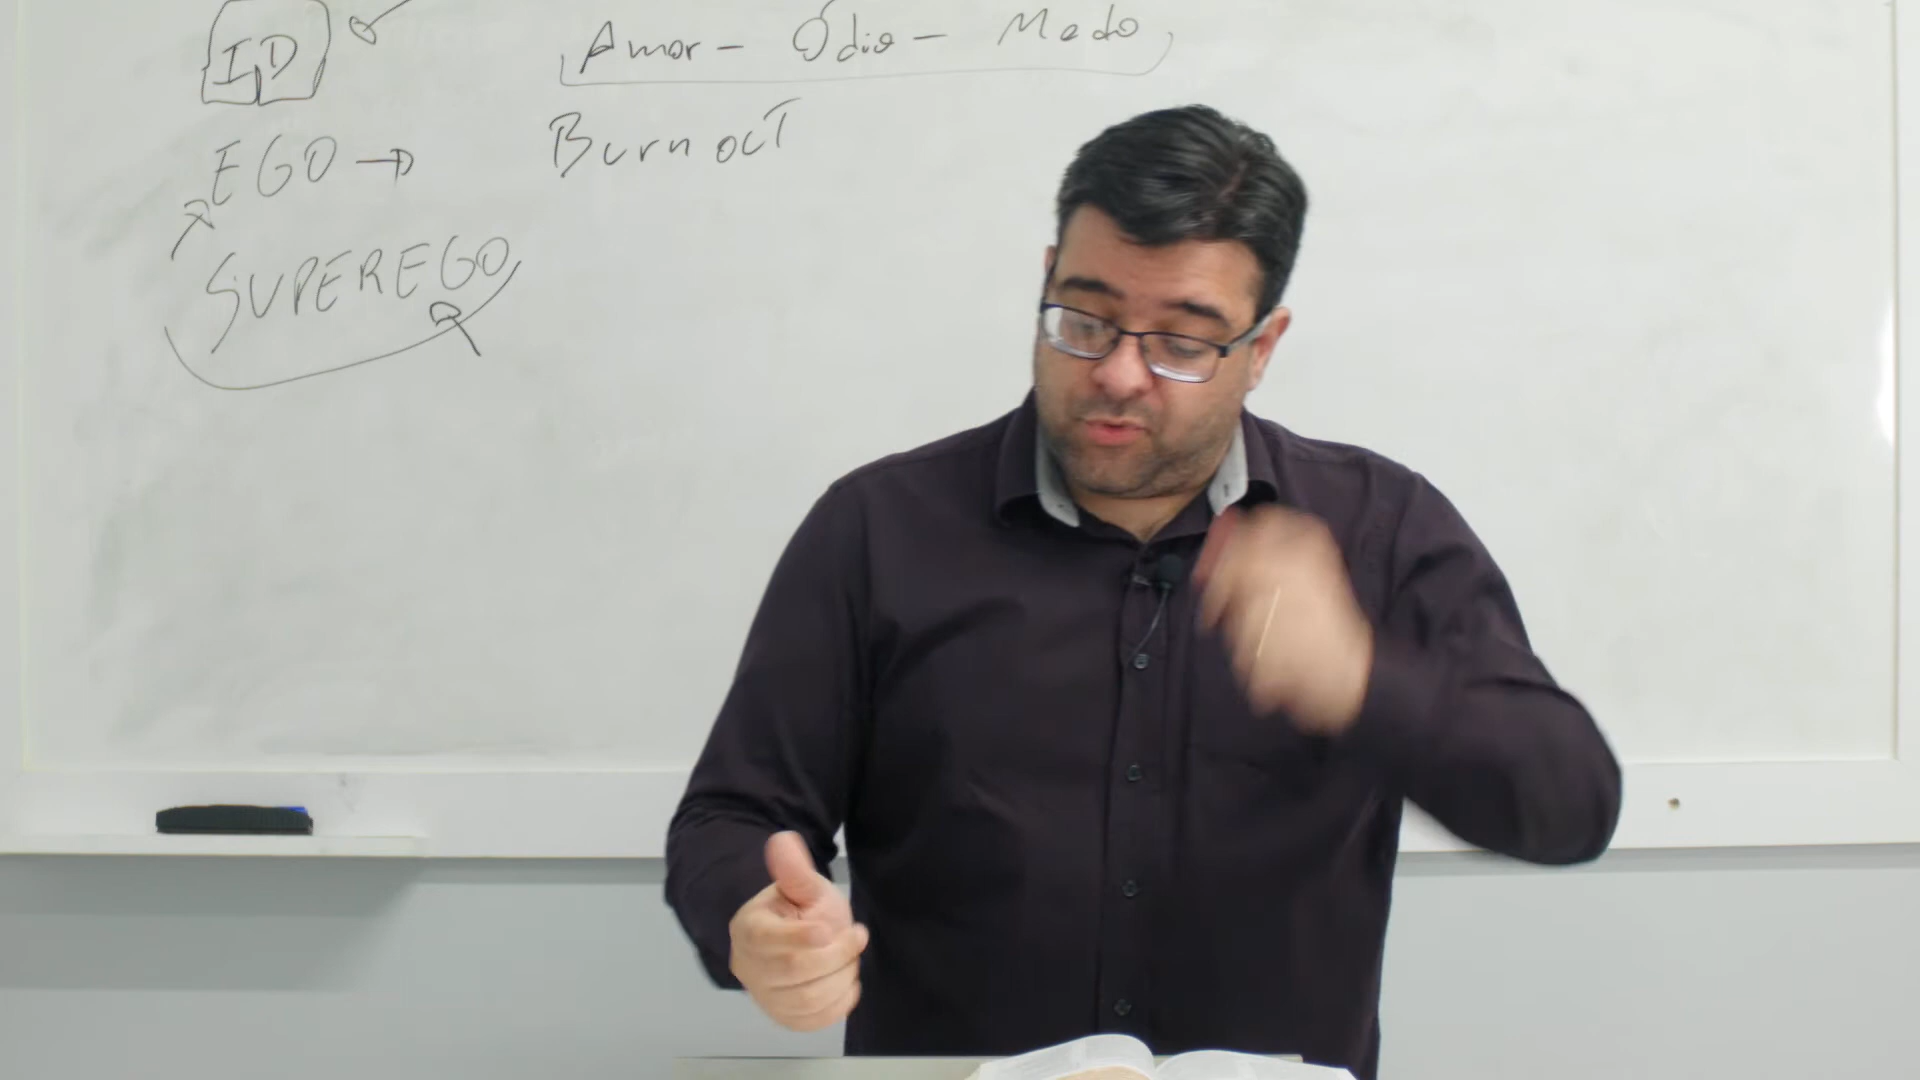 ID
EGO →
SUPEREGO
Amor - Ódio - Medo
Burnout